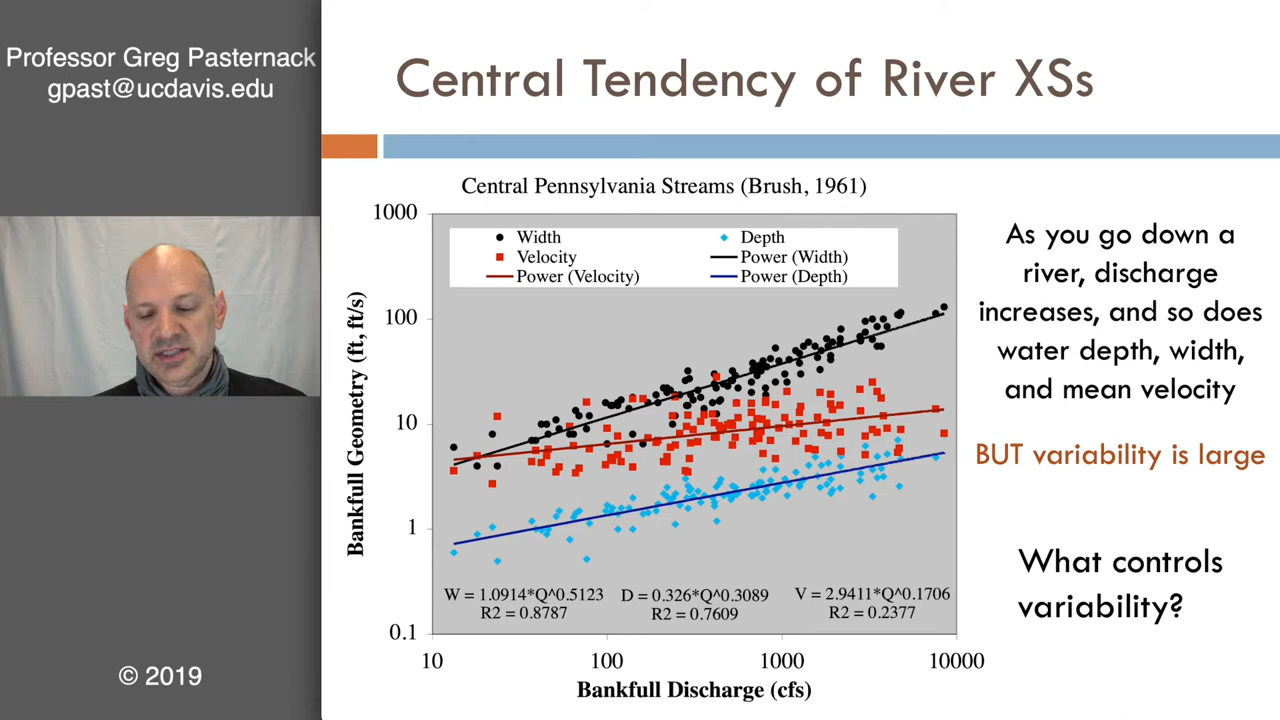 Professor Greg Pasternack
gpast@ucdavis.edu
Central Tendency of River XSs
Central Pennsylvania Streams (Brush, 1961)
1000
100
10
1
0.1
Bankfull Geometry (ft, ft/s)
Width
Depth
Velocity
Power (Width)
Power (Velocity)
Power (Depth)
W = 1.0914*Q^0.5123
R2 = 0.8787
D = 0.326*Q^0.3089
R2 = 0.7609
V = 2.9411*Q^0.1706
R2 = 0.2377
10
100
1000
10000
Bankfull Discharge (cfs)
As you go down a
river, discharge
increases, and so does
water depth, width,
and mean velocity
BUT variability is large
What controls
variability?
© 2019